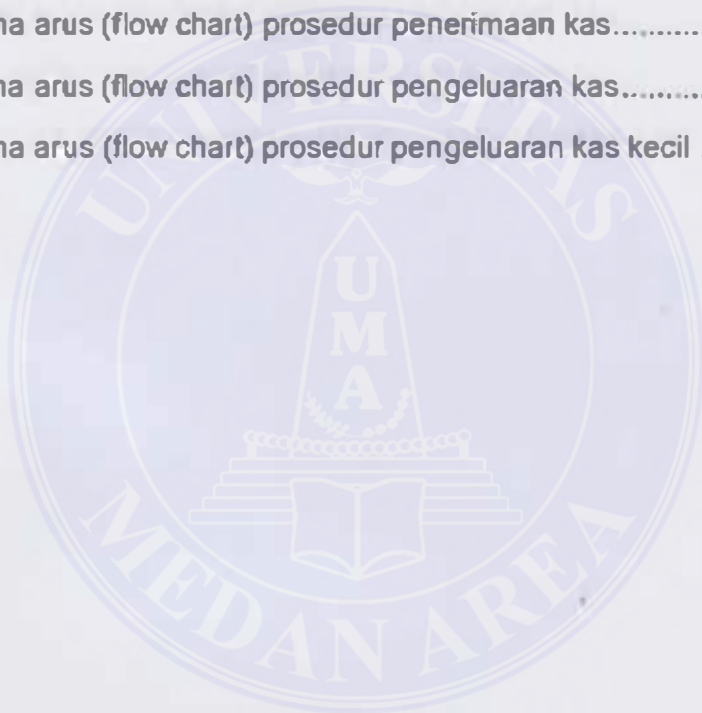 na arus (flow chart) prosedur penerimaan kas............
na arus (flow chart) prosedur pengeluaran kas..........
na arus (flow chart) prosedur pengeluaran kas kecil .
UNIVERSITAS
U
M
A
MEDAN AREA